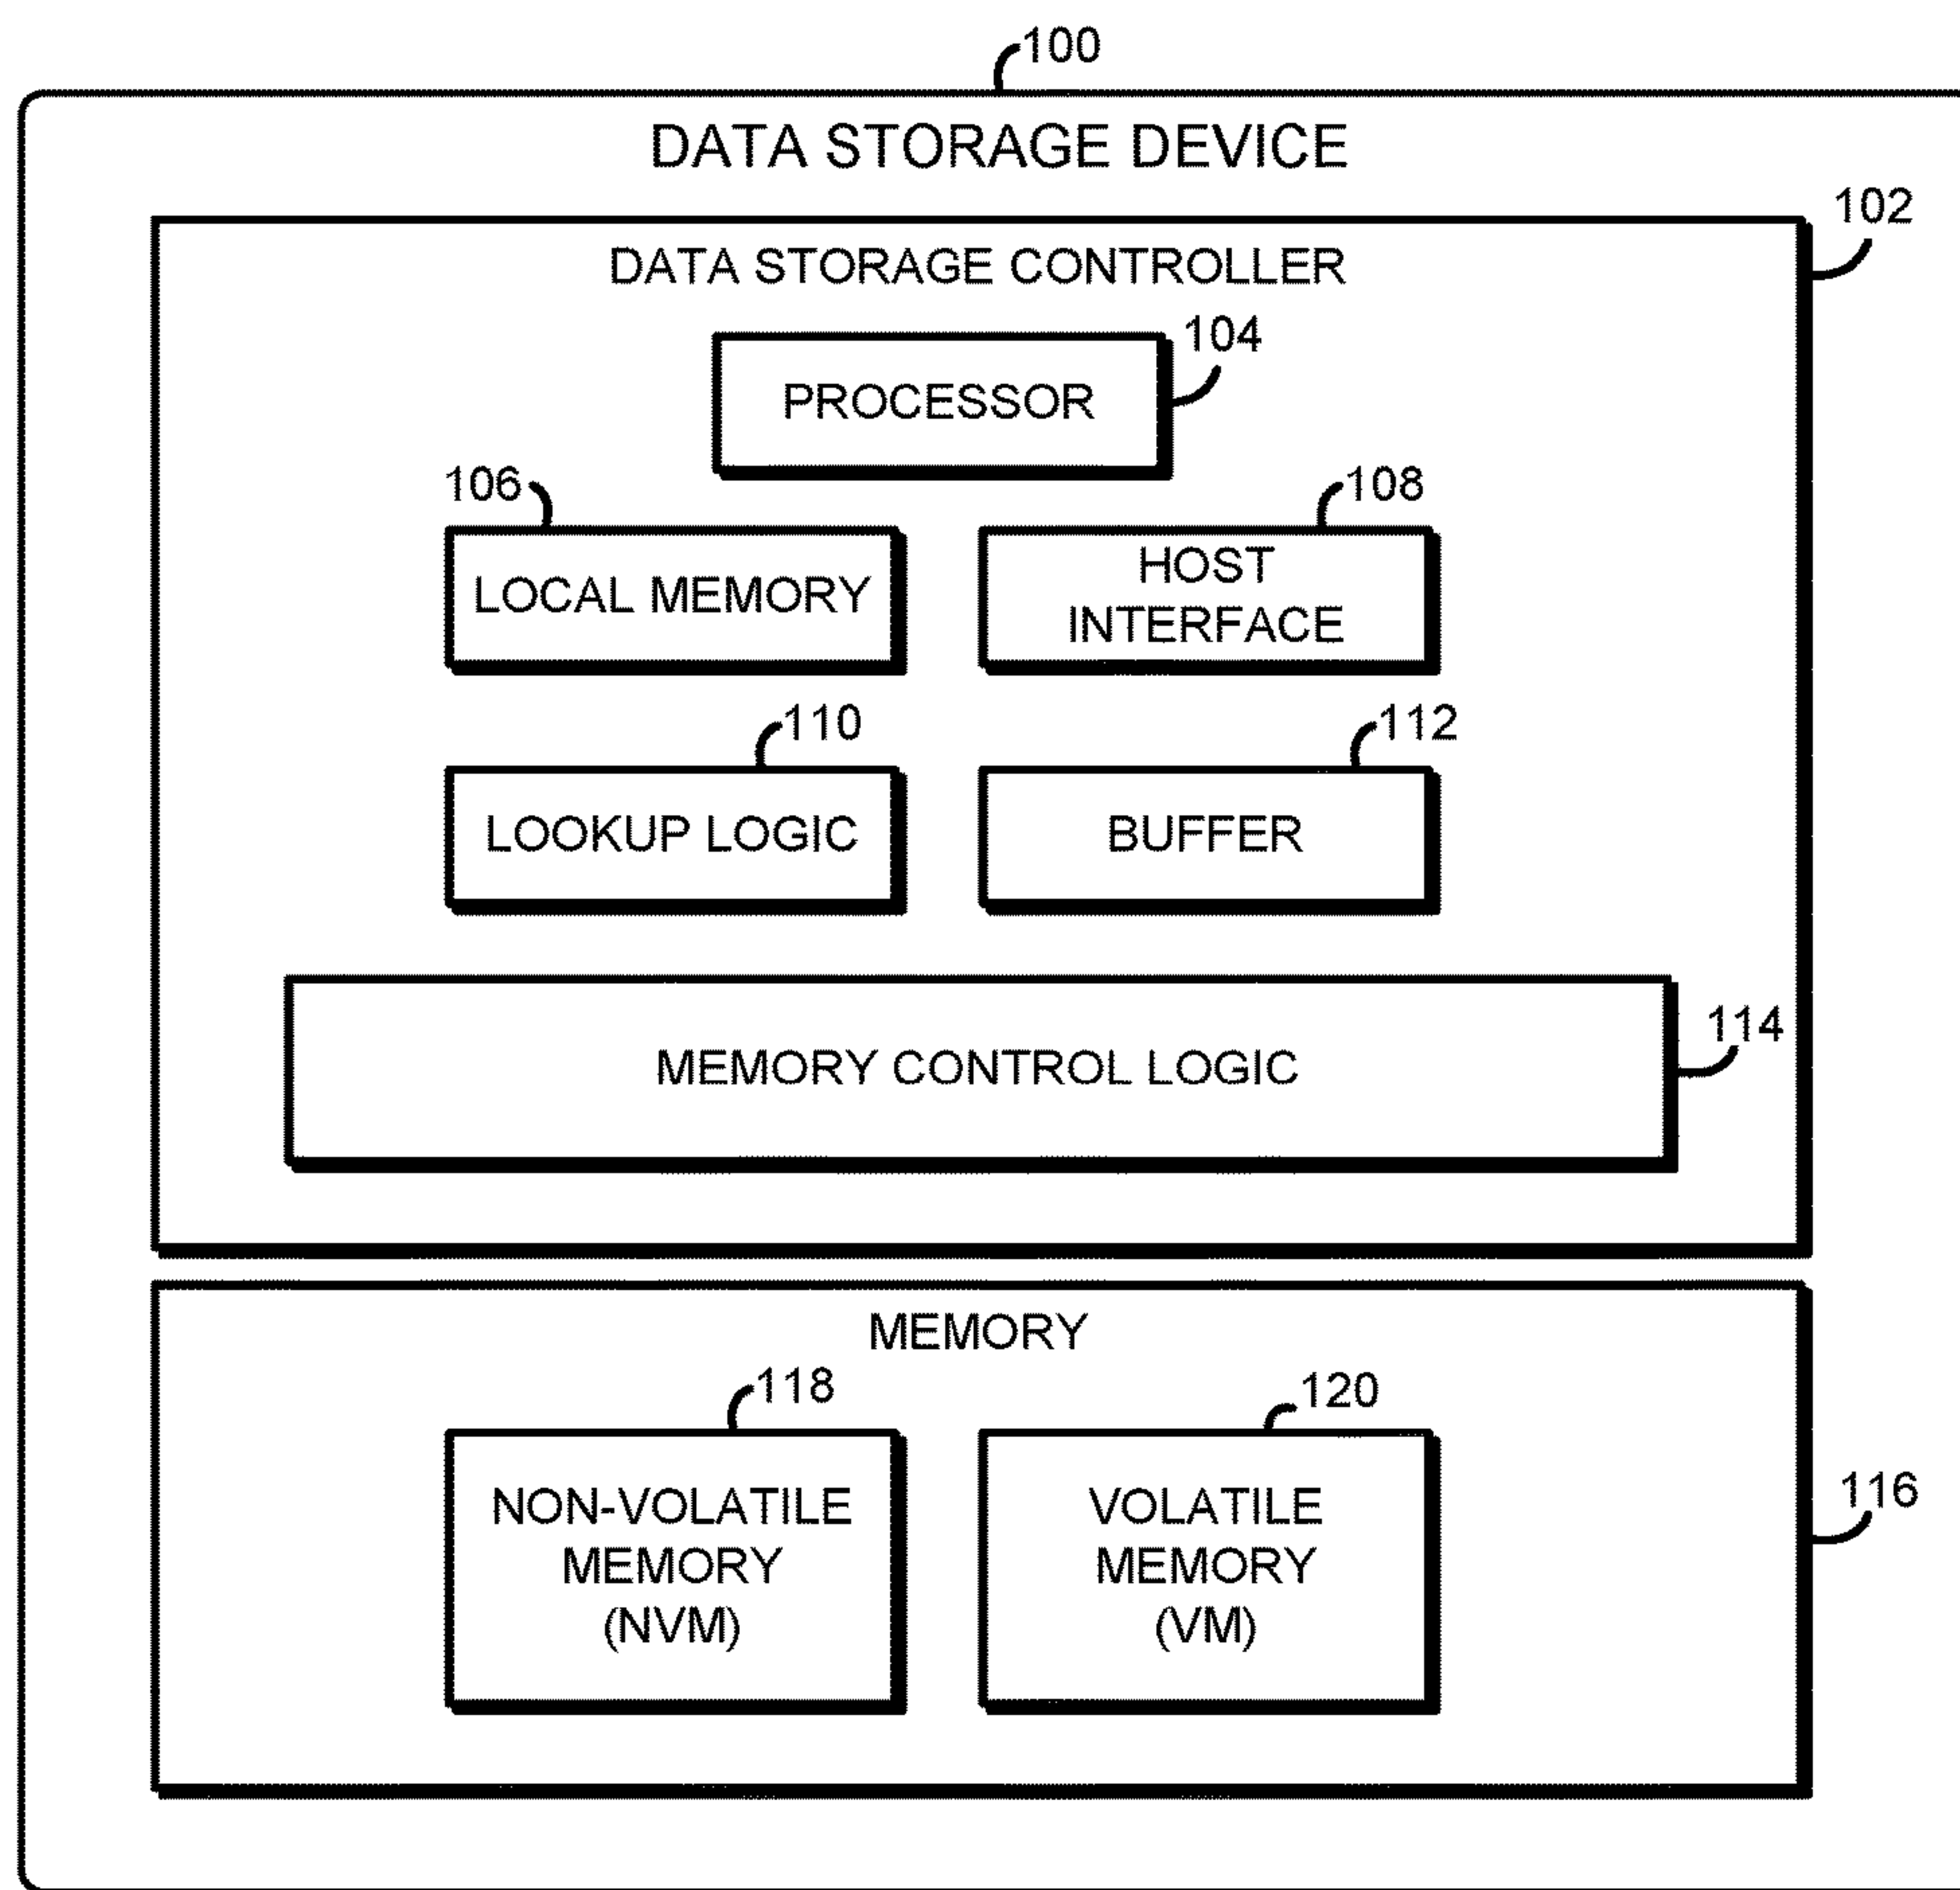 100
DATA STORAGE DEVICE
102
DATA STORAGE CONTROLLER
104
PROCESSOR
106
108
LOCAL MEMORY
HOST
INTERFACE
110
112
LOOKUP LOGIC
BUFFER
114
MEMORY CONTROL LOGIC
MEMORY
118
120
116
NON-VOLATILE
MEMORY
(NVM)
VOLATILE
MEMORY
(VM)